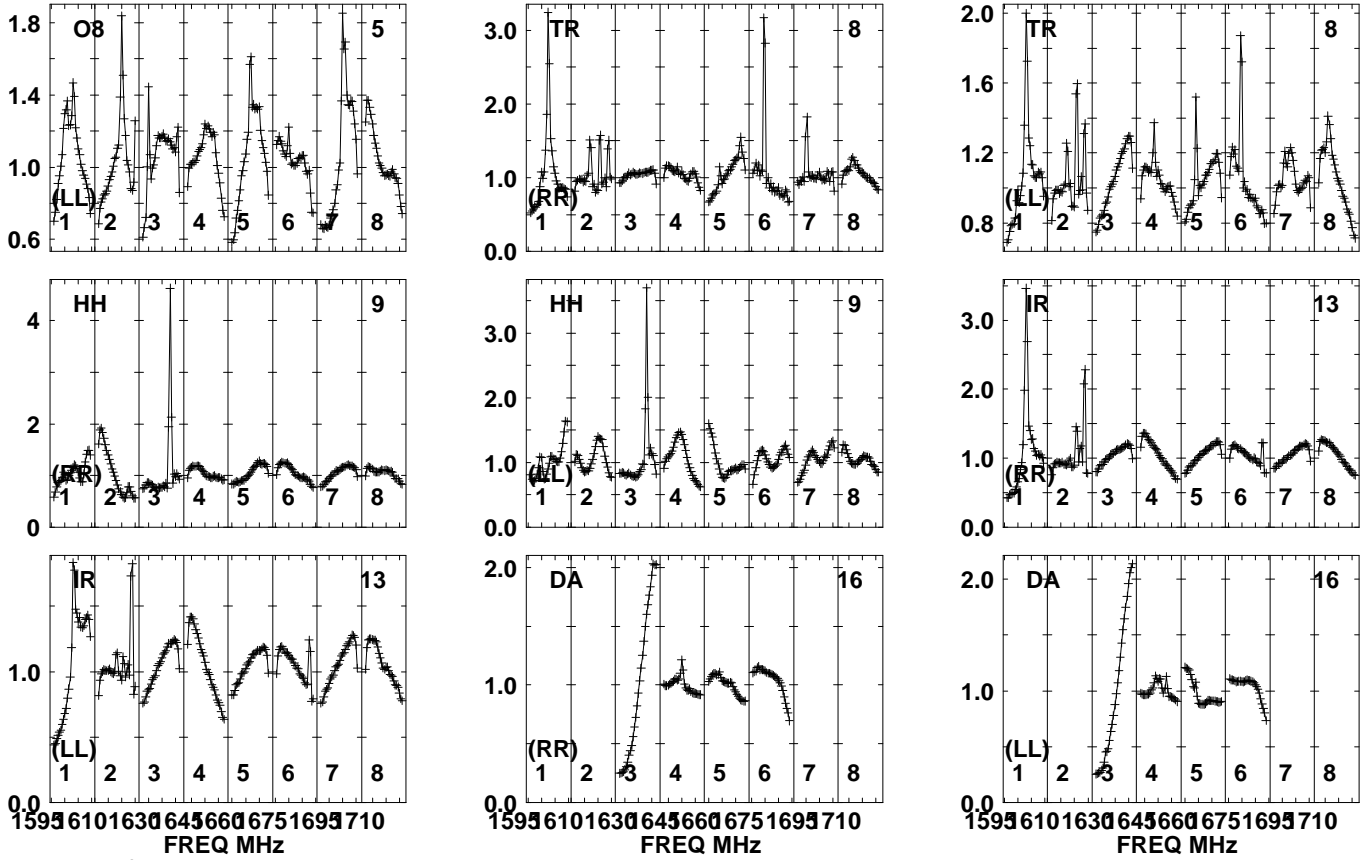 1.8 O8 5
1.4
1.0
(LL)
0.6 1 2 3 4 5 6 7 8
TR 8
3.0
2.0
1.0
(RR)
0.0 1 2 3 4 5 6 7 8
2.0 TR 8
1.6
1.2
(LL)
0.8 1 2 3 4 5 6 7 8
HH 9
4
2
(RR)
1 2 3 4 5 6 7 8
0
HH 9
3.0
2.0
1.0
(LL)
1 2 3 4 5 6 7 8
0.0
IR 13
3.0
2.0
1.0
(RR)
1 2 3 4 5 6 7 8
0.0
IR 13
1.0
(LL)
1 2 3 4 5 6 7 8
0.0
1595 1610 1630 1645 1660 1675 1695 1710
FREQ MHz
2.0 DA 16
1.0
(RR)
1 2 3 4 5 6 7 8
0.0
1595 1610 1630 1645 1660 1675 1695 1710
FREQ MHz
2.0 DA 16
1.0
(LL)
1 2 3 4 5 6 7 8
0.0
1595 1610 1630 1645 1660 1675 1695 1710
FREQ MHz